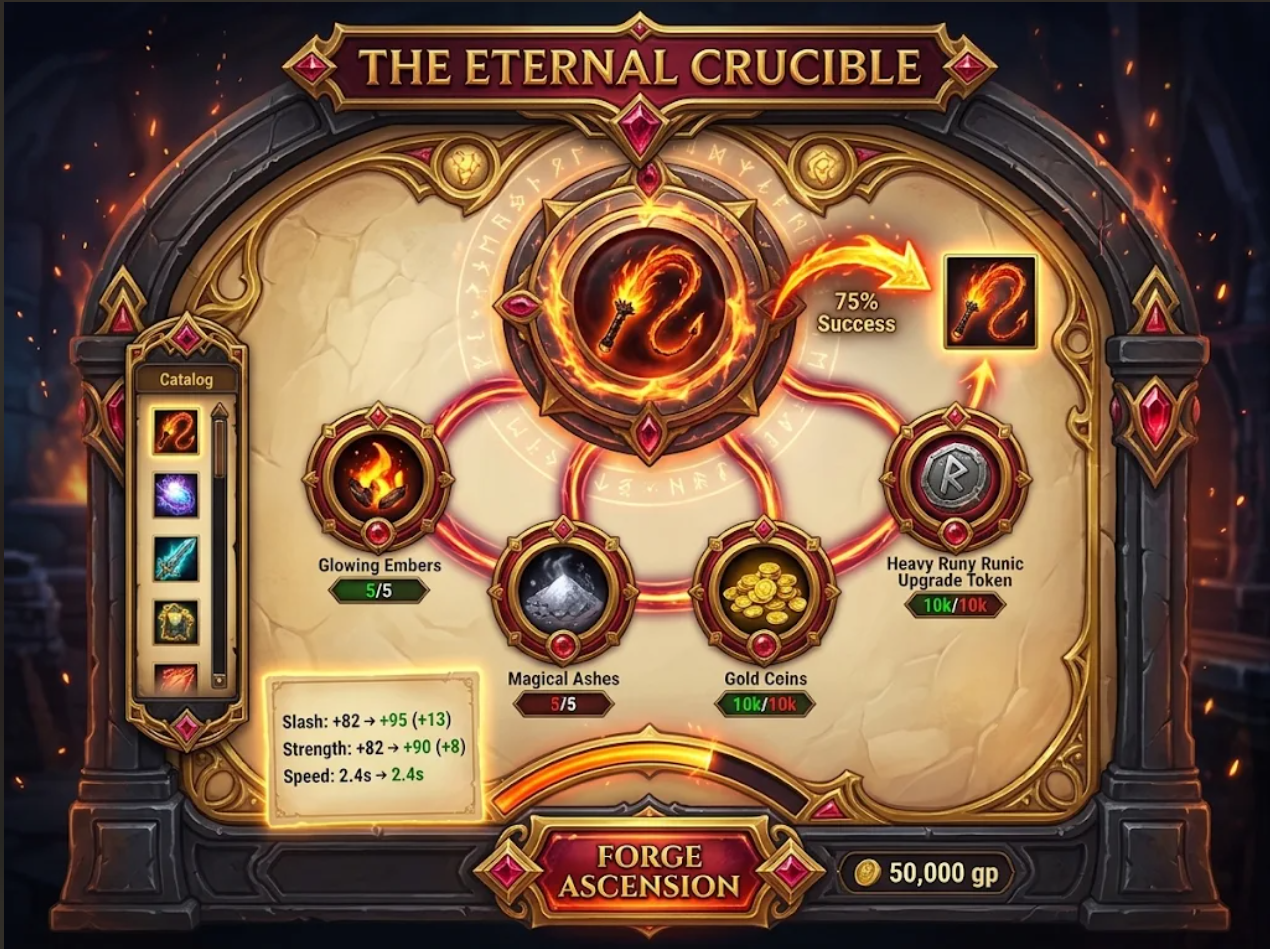 THE ETERNAL CRUCIBLE
75%
Success
Catalog
Glowing Embers
5/5
Heavy Runy Runic
Upgrade Token
10k/10k
Magical Ashes
5/5
Gold Ceins
10k/10k
Slash: +82 → +95 (+13)
Strength: +82 → +90 (+8)
Speed: 2.4s → 2.4s
FORGE
ASCENSION
50,000 gp